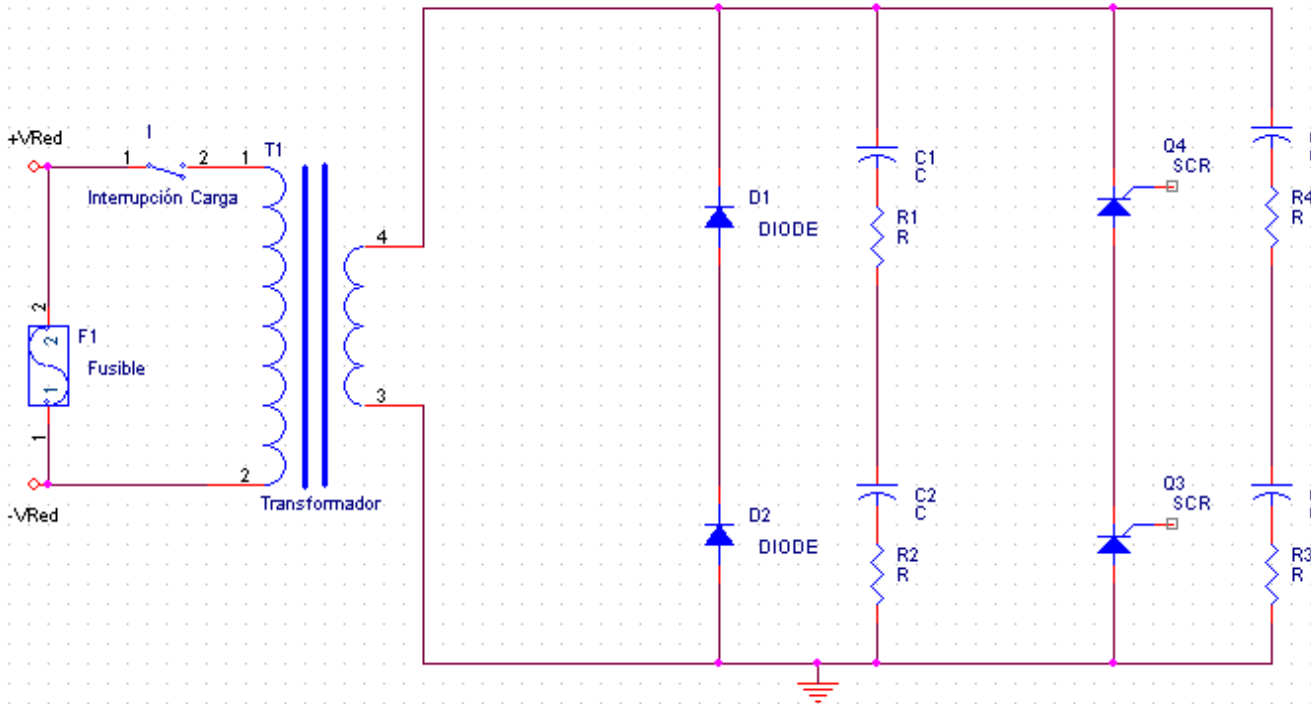 +VRed
1
1
2
1
T1
Interrupción Carga
2
F1
2
Fusible
1
1
-VRed
2
Transformador
4
3
D1
DIODE
D2
DIODE
C1
C
R1
R
C2
C
R2
R
Q4
SCR
Q3
SCR
R4
R
R3
R